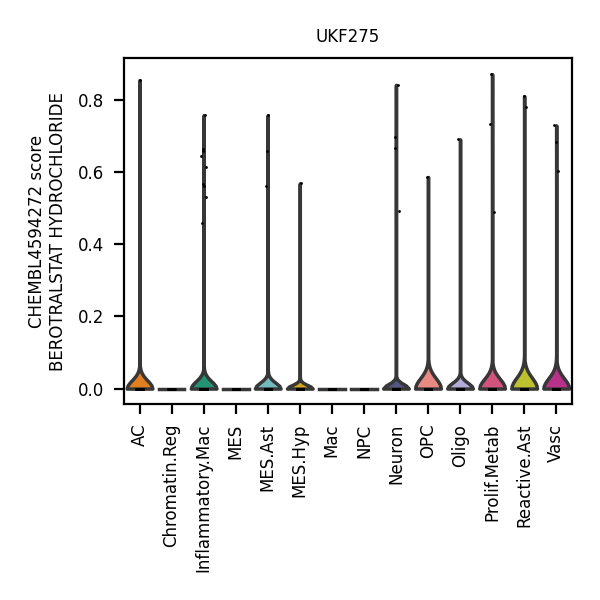 UKF275
CHEMBL4594272 score
BEROTRALSTAT HYDROCHLORIDE
0.8
0.6
0.4
0.2
0.0
AC
Chromatin.Reg
Inflammatory.Mac
MES
MES.Ast
MES.Hyp
Mac
NPC
Neuron
OPC
Oligo
Prolif.Metab
Reactive.Ast
Vasc